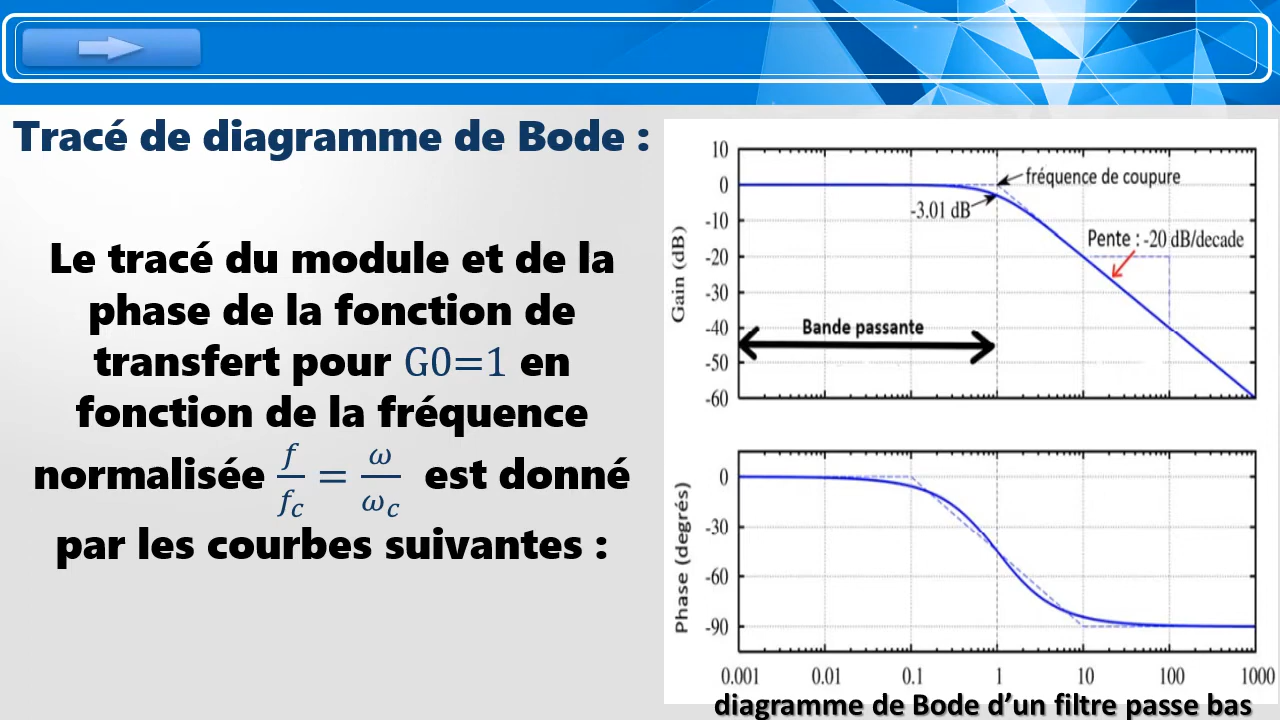 Tracé de diagramme de Bode :
Le tracé du module et de la
phase de la fonction de
transfert pour G0=1 en
fonction de la fréquence
normalisée f/f_C = ω/ω_C est donné
par les courbes suivantes :
10
0
-10
-20
-30
-40
-50
-60
Gain (dB)
fréquence de coupure
-3.01 dB
Pente : -20 dB/decade
Bande passante
0
-30
-60
-90
Phase (degrés)
0.001 0.01 0.1 1 10 100 1000
diagramme de Bode d’un filtre passe bas